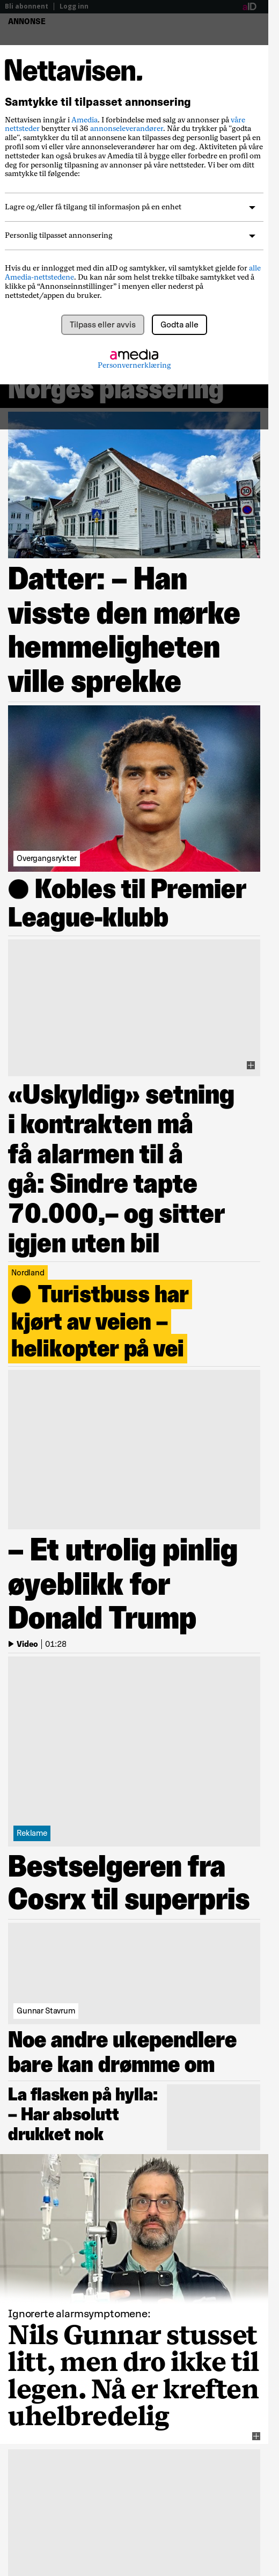 Bli abonnent | Logg inn
aID
ANNONSE
Nettavisen.
Samtykke til tilpasset annonsering
Nettavisen inngår i Amedia. I forbindelse med salg av annonser på våre
nettsteder benytter vi 36 annonseleverandører. Når du trykker på "godta
alle", samtykker du til at annonser kan tilpasses deg personlig basert på en
profil som vi eller våre annonseleverandører har om deg. Aktiviteten på våre
nettsteder kan også brukes av Amedia til å bygge eller forbedre en profil om
deg for personlig tilpasning av annonser på våre nettsteder. Vi ber om ditt
samtykke til følgende:
Lagre og/eller få tilgang til informasjon på en enhet
Personlig tilpasset annonsering
Hvis du er innlogget med din aID og samtykker, vil samtykket gjelde for alle
Amedia-nettstedene. Du kan når som helst trekke tilbake samtykket ved å
klikke på “Annonseinnstillinger” i menyen eller nederst på
nettstedet/appen du bruker.
Tilpass eller avvis
Godta alle
amedia
Personvernerklæring
Norges plassering
Datter: – Han
visste den mørke
hemmeligheten
ville sprekke
Overgangsrykter
● Kobles til Premier
League-klubb
«Uskyldig» setning
i kontrakten må
få alarmen til å
gå: Sindre tapte
70.000,– og sitter
igjen uten bil
Nordland
● Turistbuss har
kjørt av veien –
helikopter på vei
– Et utrolig pinlig
øyeblikk for
Donald Trump
Video | 01:28
Reklame
Bestselgeren fra
Cosrx til superpris
Gunnar Stavrum
Noe andre ukependlere
bare kan drømme om
La flasken på hylla:
– Har absolutt
drukket nok
Ignorerte alarmsymptomene:
Nils Gunnar stusset
litt, men dro ikke til
legen. Nå er kreften
uhelbredelig